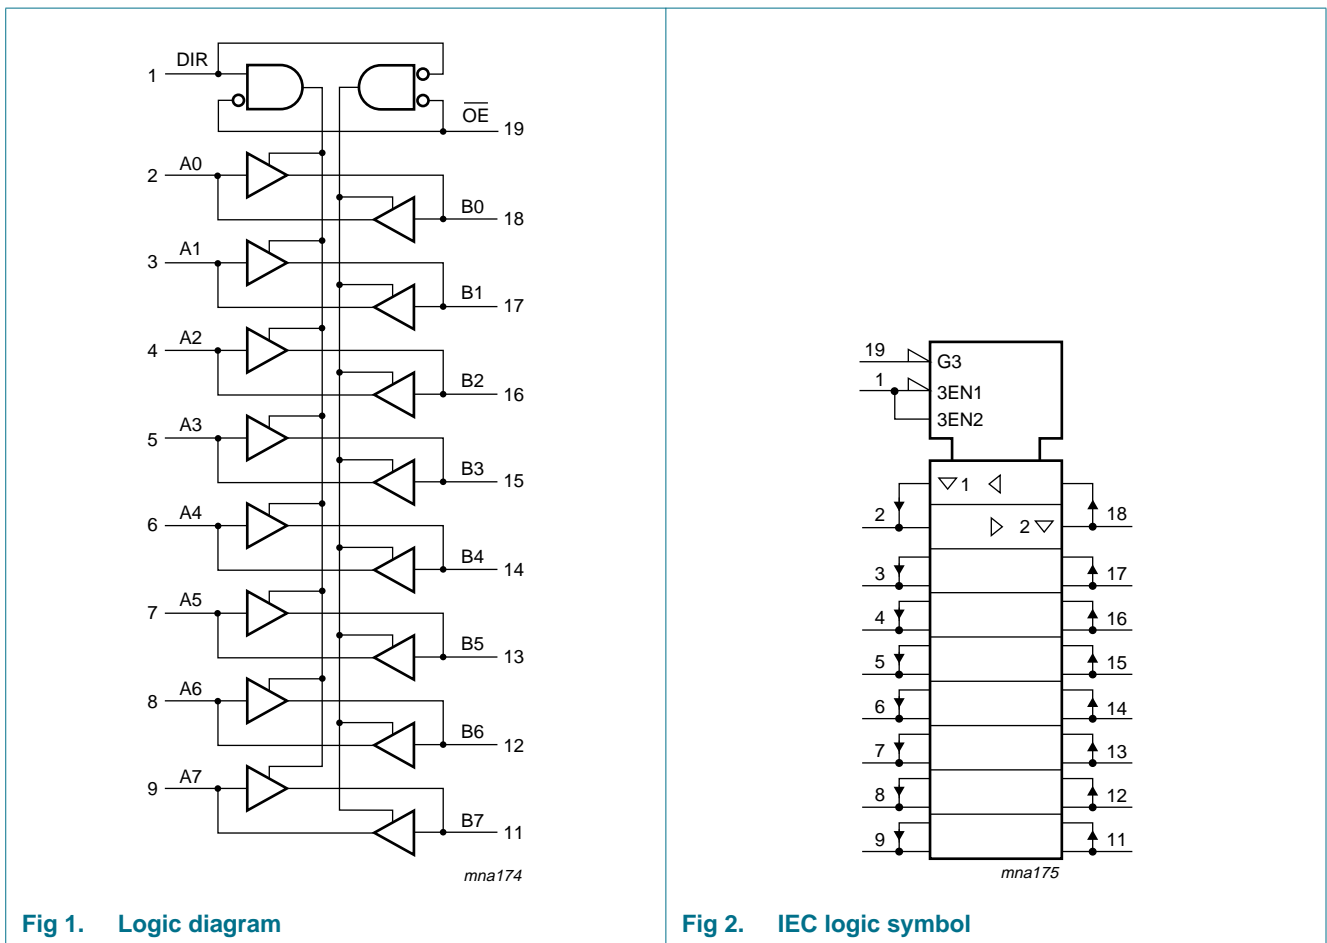 DIR
1
OE
19
A0
2
B0
18
A1
3
B1
17
A2
4
B2
16
A3
5
B3
15
A4
6
B4
14
A5
7
B5
13
A6
8
B6
12
A7
9
B7
11
mna174
Fig 1. Logic diagram
19
G3
1
3EN1
3EN2
1
2
18
2
3
17
4
16
5
15
6
14
7
13
8
12
9
11
mna175
Fig 2. IEC logic symbol